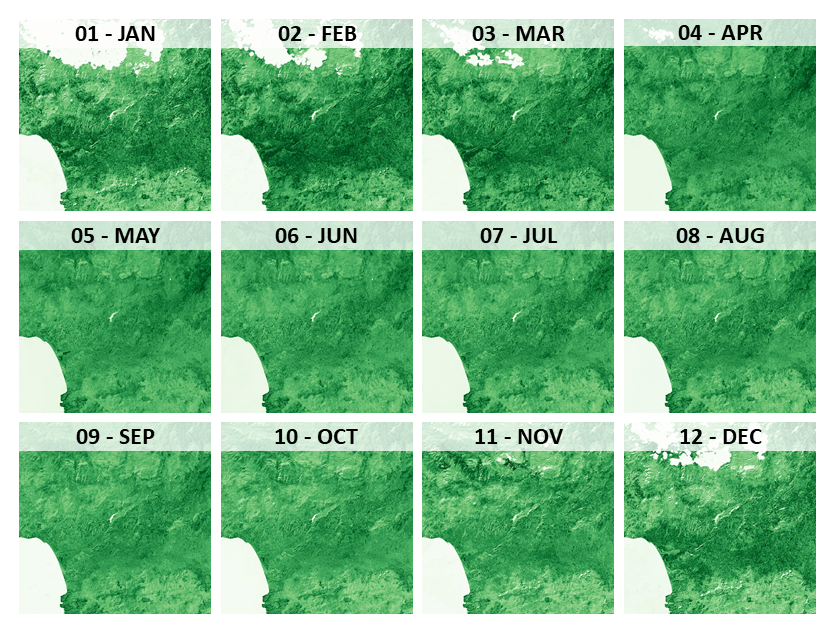 01 - JAN
02 - FEB
03 - MAR
04 - APR
05 - MAY
06 - JUN
07 - JUL
08 - AUG
09 - SEP
10 - OCT
11 - NOV
12 - DEC